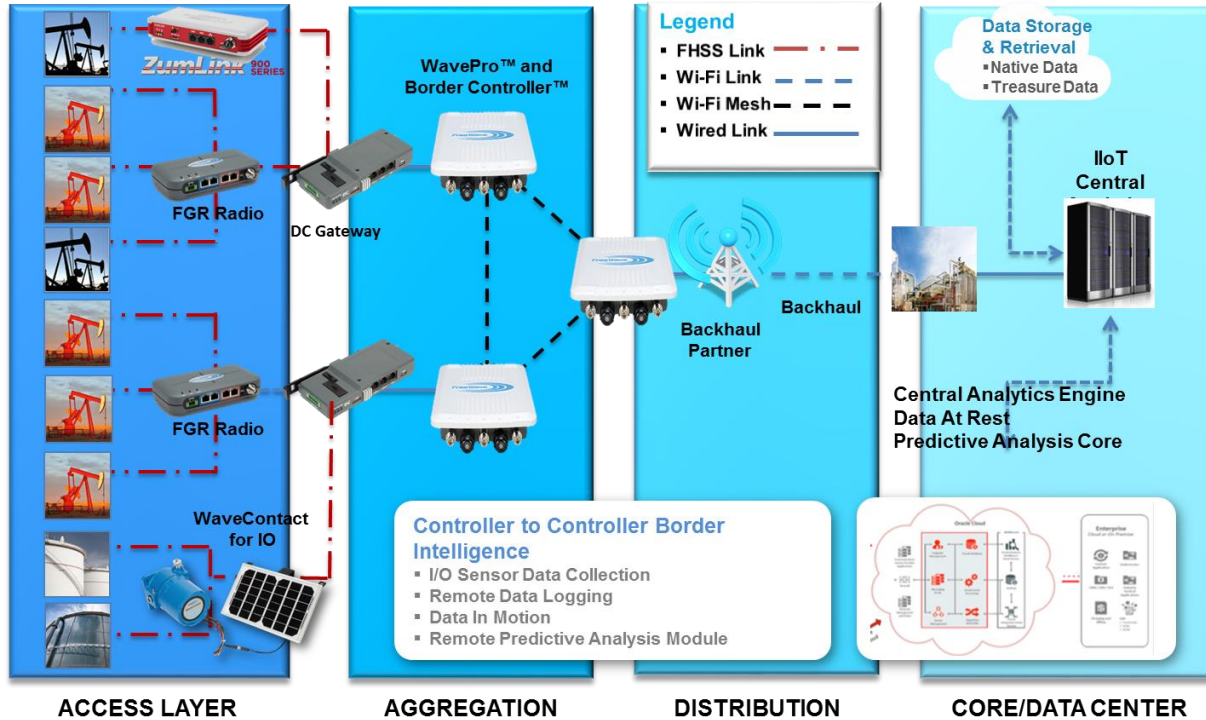 ZumLink 900 SERIES
FGR Radio
FGR Radio
WaveContact
for IO
WavePro™ and
Border Controller™
FreeWave
DC Gateway
FreeWave
FreeWave
Legend
▪ FHSS Link
▪ Wi-Fi Link
▪ Wi-Fi Mesh
▪ Wired Link
Backhaul
Partner
Backhaul
Data Storage
& Retrieval
▪ Native Data
▪ Treasure Data
IIoT
Central
Central Analytics Engine
Data At Rest
Predictive Analysis Core
Controller to Controller Border
Intelligence
▪ I/O Sensor Data Collection
▪ Remote Data Logging
▪ Data In Motion
▪ Remote Predictive Analysis Module
Oracle Cloud
Enterprise
ACCESS LAYER
AGGREGATION
DISTRIBUTION
CORE/DATA CENTER